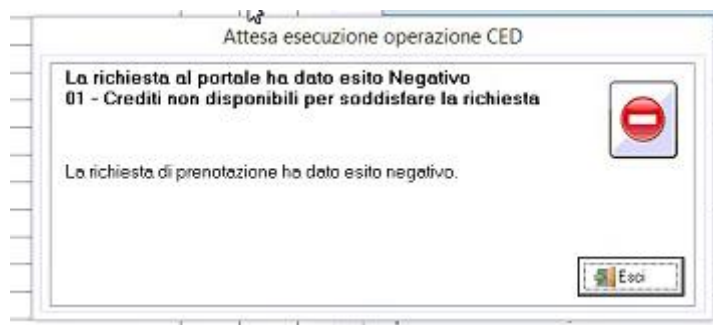 Attesa esecuzione operazione CED
La richiesta al portale ha dato esito Negativo
01 - Crediti non disponibili per soddisfare la richiesta
La richiesta di prenotazione ha dato esito negativo.
Esci